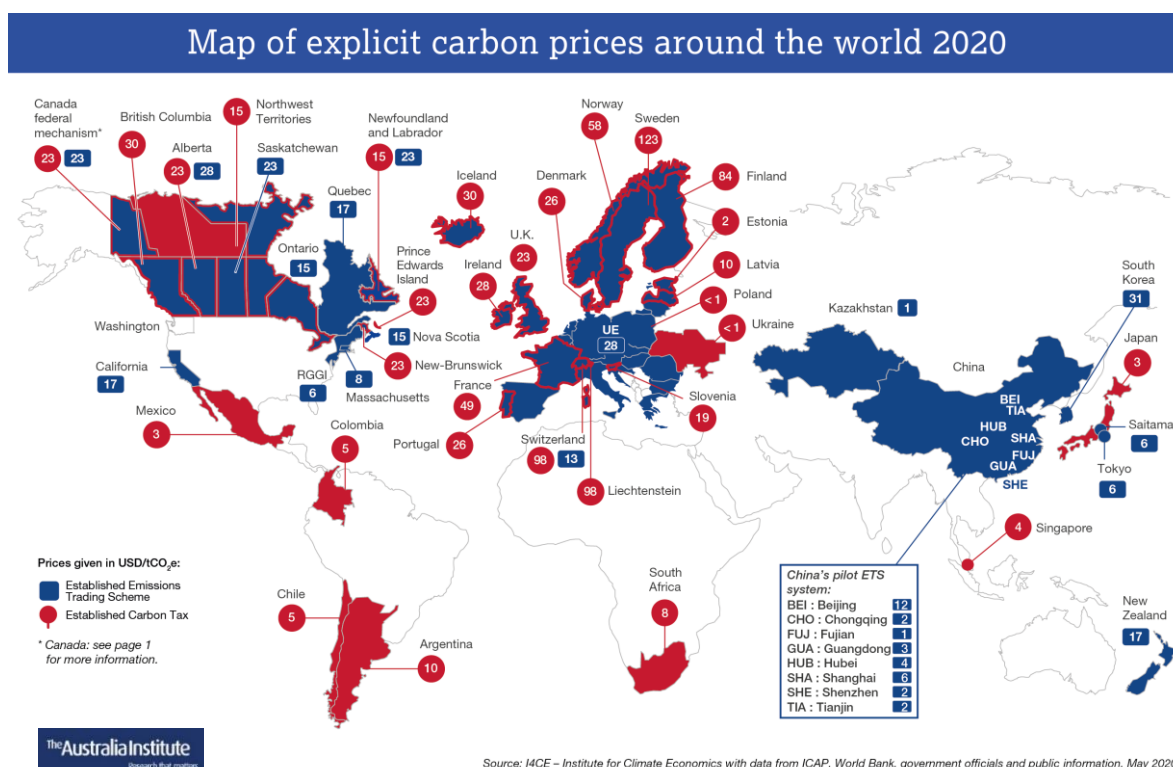 Map of explicit carbon prices around the world 2020
Canada
federal
mechanism*
23
23
British Columbia
30
Alberta
23
28
15
Northwest
Territories
Saskatchewan
23
Newfoundland
and Labrador
15
23
Quebec
17
Ontario
15
Prince
Edwards
Island
23
15
Nova Scotia
23
New-Brunswick
8
Massachusetts
RGGI
6
Washington
California
17
Mexico
3
Colombia
5
Chile
5
Argentina
10
Iceland
30
Ireland
28
U.K.
23
Denmark
26
Norway
58
Sweden
123
84
Finland
2
Estonia
10
Latvia
< 1
Poland
< 1
Ukraine
UE
28
France
49
Portugal
26
Switzerland
98
13
98
Liechtenstein
Slovenia
19
South
Africa
8
Kazakhstan
1
China
BEI
TIA
HUB
CHO
SHA
FUJ
GUA
SHE
South
Korea
31
Japan
3
Saitama
6
Tokyo
6
4
Singapore
New
Zealand
17
China's pilot ETS
system:
BEI : Beijing 12
CHO : Chongqing 2
FUJ : Fujian 1
GUA : Guangdong 3
HUB : Hubei 4
SHA : Shanghai 6
SHE : Shenzhen 2
TIA : Tianjin 2
Prices given in USD/tCO2e:
Established Emissions
Trading Scheme
Established Carbon Tax
* Canada: see page 1
for more information.
The Australia Institute
Research that matters
Source: I4CE – Institute for Climate Economics with data from ICAP, World Bank, government officials and public information, May 202